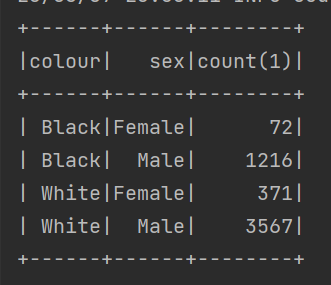 +------+------+--------+
|colour|   sex|count(1)|
+------+------+--------+
| Black|Female|      72|
| Black|  Male|    1216|
| White|Female|     371|
| White|  Male|    3567|
+------+------+--------+